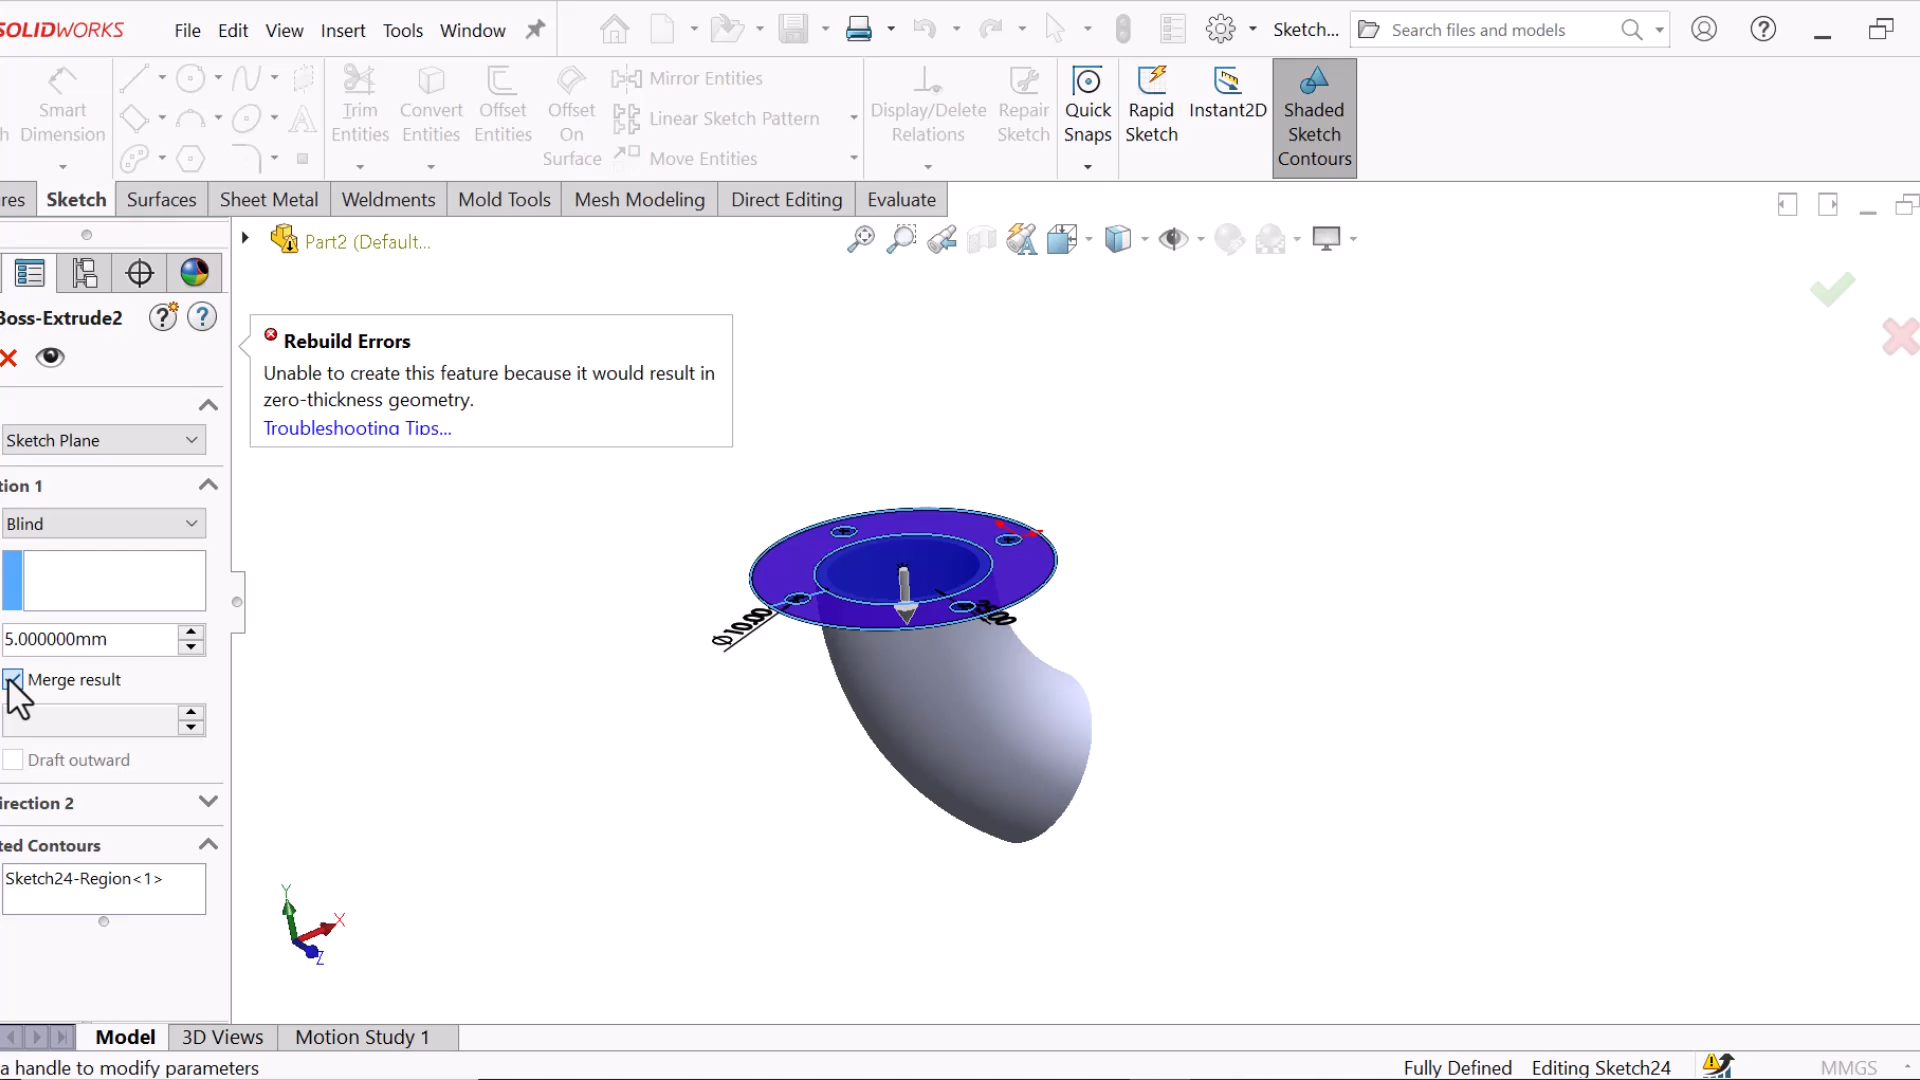 SOLIDWORKS
File Edit View Insert Tools Window
Sketch...
Search files and models
Smart
Dimension
Trim
Entities
Convert
Entities
Offset
Entities
Offset
On
Surface
Mirror Entities
Linear Sketch Pattern
Move Entities
Display/Delete
Relations
Repair
Sketch
Quick
Snaps
Rapid
Sketch
Instant2D
Shaded
Sketch
Contours
res Sketch Surfaces Sheet Metal Weldments Mold Tools Mesh Modeling Direct Editing Evaluate
Part2 (Default...
Boss-Extrude2
Rebuild Errors
Unable to create this feature because it would result in
zero-thickness geometry.
Troubleshooting Tips...
Sketch Plane
tion 1
Blind
5.000000mm
Merge result
Draft outward
irection 2
ted Contours
Sketch24-Region<1>
Ø10.00
Y
X
Z
Model 3D Views Motion Study 1
a handle to modify parameters
Fully Defined Editing Sketch24 MMGS